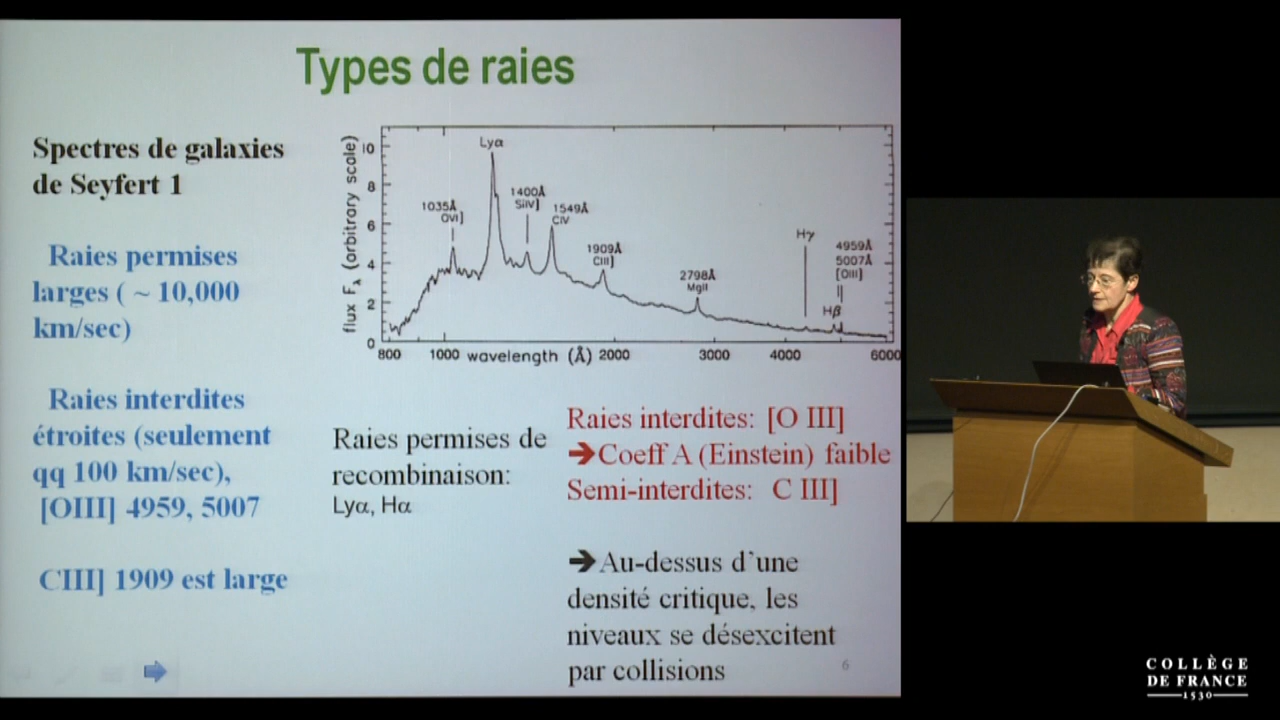 Types de raies
Spectres de galaxies
de Seyfert 1
Raies permises
larges ( ~ 10,000
km/sec)
Raies interdites
étroites (seulement
qq 100 km/sec),
[OIII] 4959, 5007
CIII] 1909 est large
flux Fλ (arbitrary scale)
10
8
6
4
2
0
Lyα
1035Å
OVI]
1400Å
SiIV]
1549Å
CIV
1909Å
CIII]
2798Å
MgII
Hγ
4959Å
5007Å
[OIII]
Hβ
800 1000 wavelength (Å) 2000 3000 4000 6000
Raies permises de
recombinaison:
Lyα, Hα
Raies interdites: [O III]
➔Coeff A (Einstein) faible
Semi-interdites: C III]
➔Au-dessus d'une
densité critique, les
niveaux se désexcitent
par collisions
6
COLLÈGE
DE FRANCE
1530